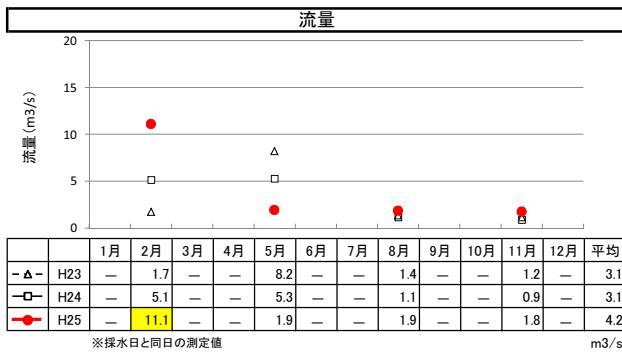 流量
20
15
10
5
0
流量(m3/s)
1月 2月 3月 4月 5月 6月 7月 8月 9月 10月 11月 12月 平均
H23 — 1.7 — — 8.2 — — 1.4 — — 1.2 — 3.1
H24 — 5.1 — — 5.3 — — 1.1 — — 0.9 — 3.1
H25 — 11.1 — — 1.9 — — 1.9 — — 1.8 — 4.2
※採水日と同日の測定値 m3/s